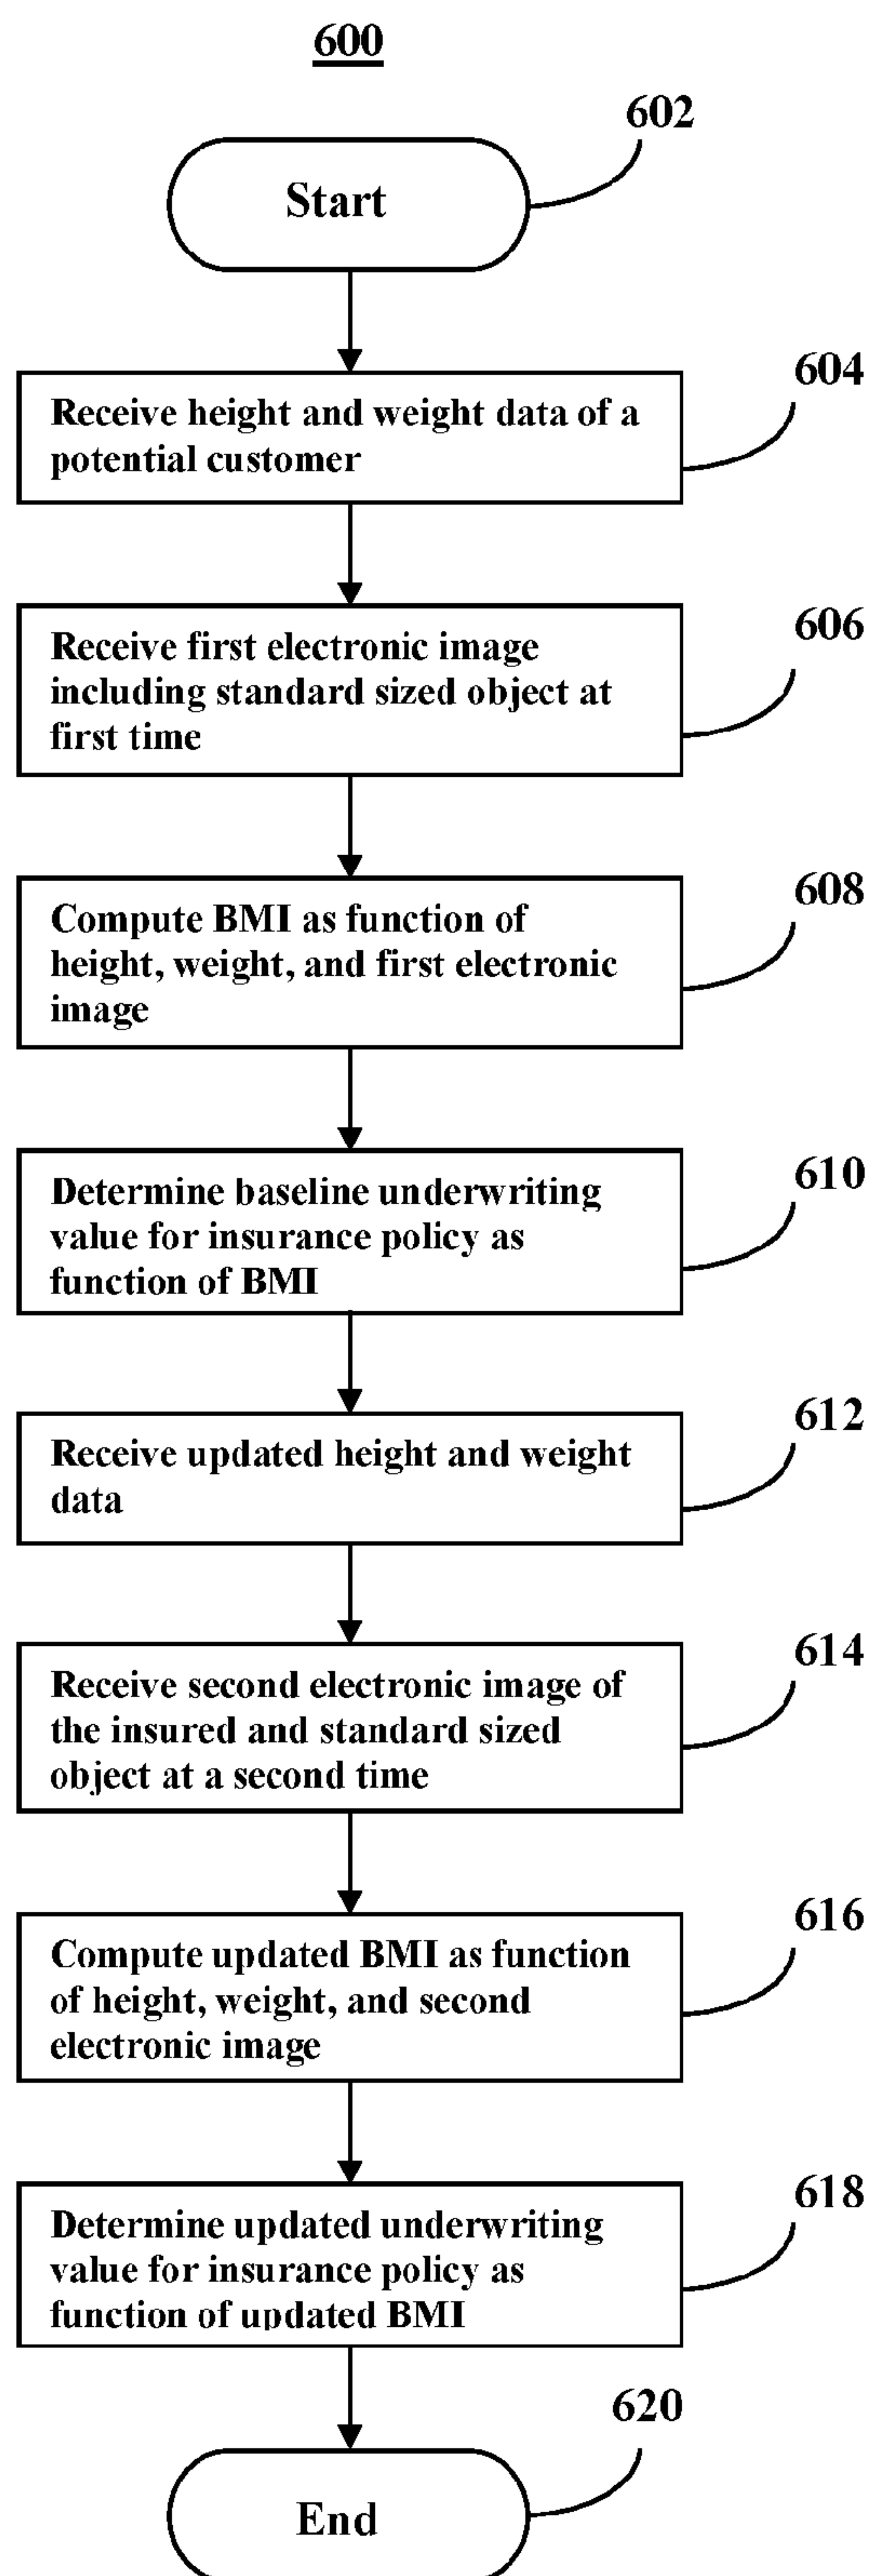 600
602
Start
604
Receive height and weight data of a
potential customer
606
Receive first electronic image
including standard sized object at
first time
608
Compute BMI as function of
height, weight, and first electronic
image
610
Determine baseline underwriting
value for insurance policy as
function of BMI
612
Receive updated height and weight
data
614
Receive second electronic image of
the insured and standard sized
object at a second time
616
Compute updated BMI as function
of height, weight, and second
electronic image
618
Determine updated underwriting
value for insurance policy as
function of updated BMI
620
End